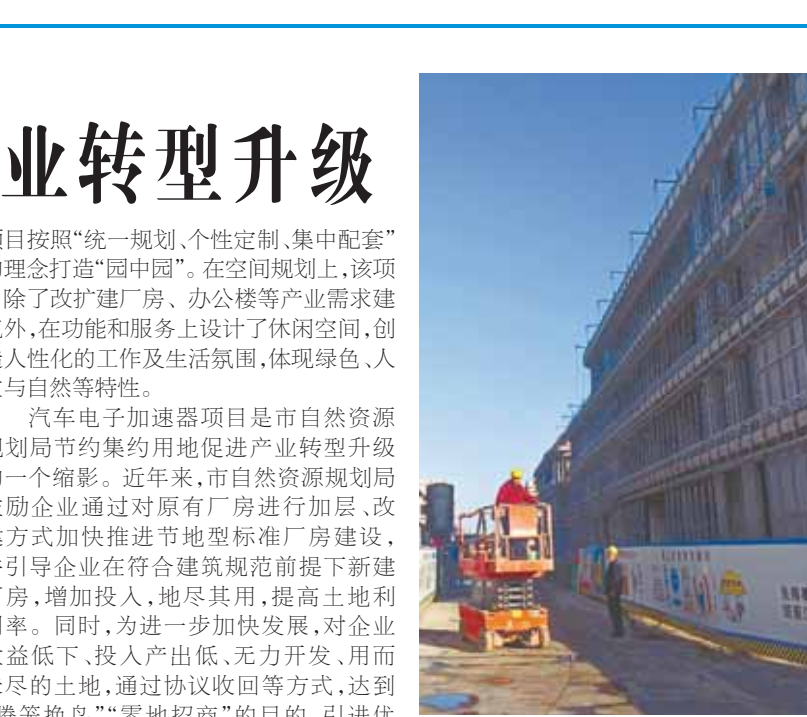 业转型升级
目按照“统一规划、个性定制、集中配套”
理念打造“园中园”。在空间规划上,该项
除了改扩建厂房、办公楼等产业需求建
外,在功能和服务上设计了休闲空间,创
人性化的工作及生活氛围,体现绿色、人
与自然等特性。
汽车电子加速器项目是市自然资源
划局节约集约用地促进产业转型升级
一个缩影。近年来,市自然资源规划局
励企业通过对原有厂房进行加层、改
方式加快推进节地型标准厂房建设,
引导企业在符合建筑规范前提下新建
房,增加投入,地尽其用,提高土地利
率。同时,为进一步加快发展,对企业
益低下、投入产出低、无力开发、用而
尽的土地,通过协议收回等方式,达到
笼换鸟”“零地招商”的目的,引进优